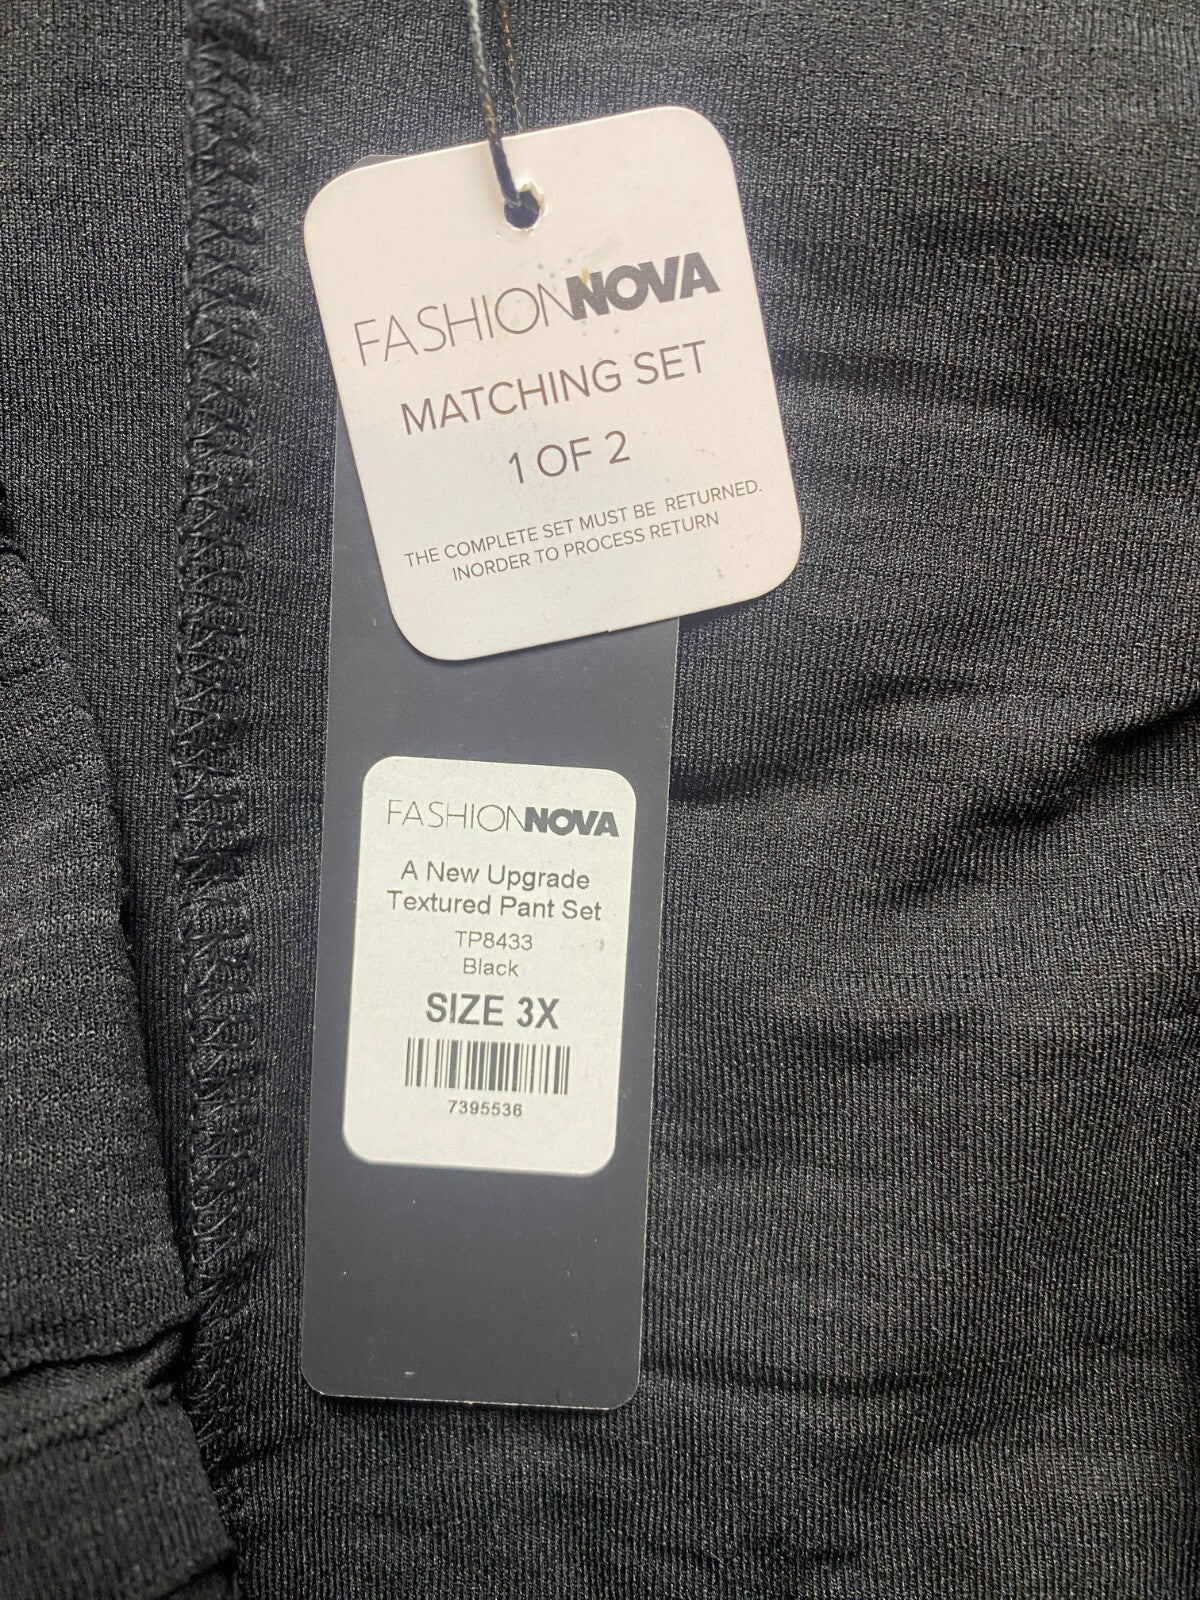 FASHIONNOVA
MATCHING SET
1 OF 2
THE COMPLETE SET MUST BE RETURNED.
INORDER TO PROCESS RETURN
FASHIONNOVA
A New Upgrade
Textured Pant Set
TP8433
Black
SIZE 3X
7395536